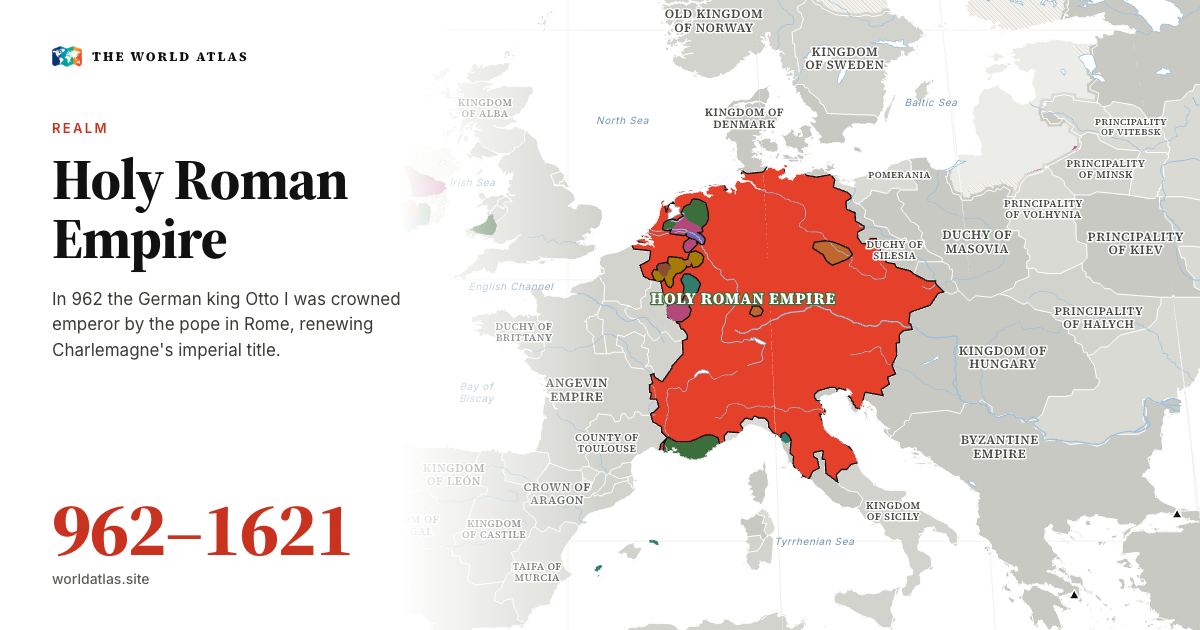 THE WORLD ATLAS
REALM
Holy Roman
Empire
In 962 the German king Otto I was crowned
emperor by the pope in Rome, renewing
Charlemagne's imperial title.
962–1621
worldatlas.site
OLD KINGDOM
OF NORWAY
KINGDOM
OF SWEDEN
KINGDOM
OF ALBA
North Sea
KINGDOM OF
DENMARK
Baltic Sea
PRINCIPALITY
OF VITEBSK
PRINCIPALITY
OF MINSK
Irish Sea
POMERANIA
PRINCIPALITY
OF VOLHYNIA
DUCHY OF
SILESIA
DUCHY OF
MASOVIA
PRINCIPALITY
OF KIEV
English Channel
HOLY ROMAN EMPIRE
DUCHY OF
BRITTANY
PRINCIPALITY
OF HALYCH
KINGDOM OF
HUNGARY
Bay of
Biscay
ANGEVIN
EMPIRE
COUNTY OF
TOULOUSE
BYZANTINE
EMPIRE
KINGDOM
OF LEÓN
CROWN OF
ARAGON
KINGDOM
OF SICILY
KINGDOM
OF CASTILE
Tyrrhenian Sea
TAIFA OF
MURCIA